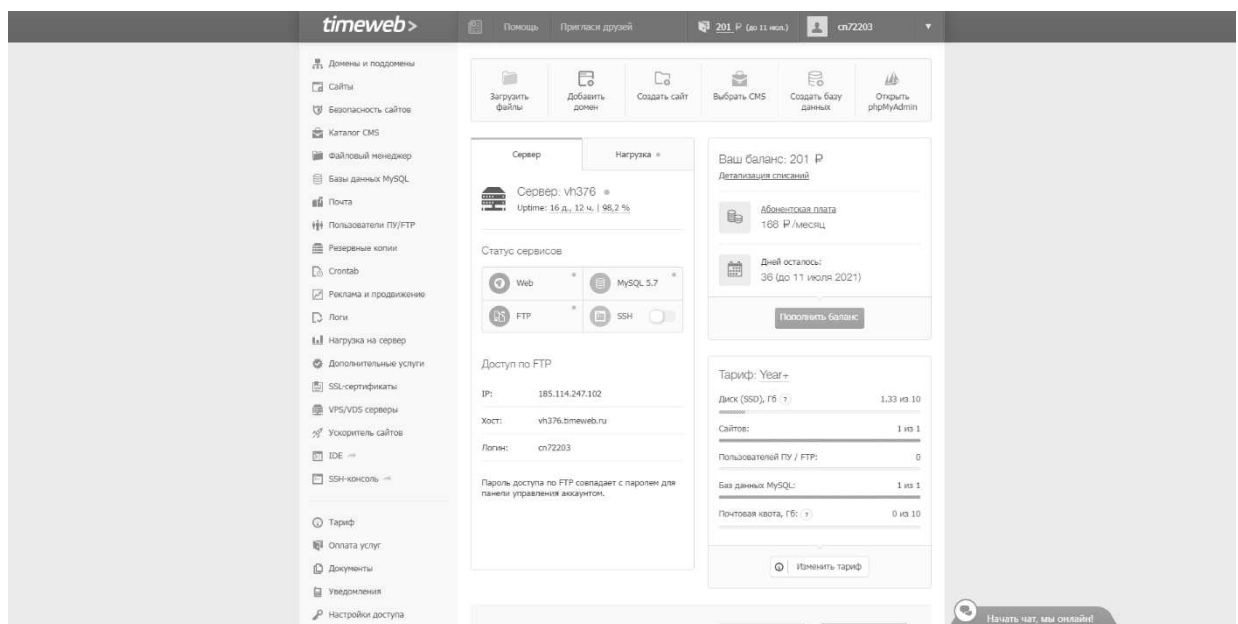 timeweb>
Помощь
Пригласи друзей
201 ₽ (до 11 июл.)
cn72203
Домены и поддомены
Сайты
Безопасность сайтов
Каталог CMS
Файловый менеджер
Базы данных MySQL
Почта
Пользователи ПУ/FTP
Резервные копии
Crontab
Реклама и продвижение
Логи
Нагрузка на сервер
Дополнительные услуги
SSL-сертификаты
VPS/VDS серверы
Ускоритель сайтов
IDE
SSH-консоль
Тариф
Оплата услуг
Документы
Уведомления
Настройки доступа
Загрузить
файлы
Добавить
домен
Создать сайт
Выбрать CMS
Создать базу
данных
Открыть
phpMyAdmin
Сервер
Нагрузка
Сервер: vh376
Uptime: 16 д., 12 ч. | 98,2 %
Статус сервисов
Web
MySQL 5.7
FTP
SSH
Доступ по FTP
IP: 185.114.247.102
Хост: vh376.timeweb.ru
Логин: cn72203
Пароль доступа по FTP совпадает с паролем для
панели управления аккаунтом.
Ваш баланс: 201 ₽
Детализация списаний
Абонентская плата
168 ₽/месяц
Дней осталось:
36 (до 11 июля 2021)
Пополнить баланс
Тариф: Year+
Диск (SSD), Гб ? 1.33 из 10
Сайтов: 1 из 1
Пользователей ПУ / FTP: 0
Баз данных MySQL: 1 из 1
Почтовая квота, Гб: ? 0 из 10
Изменить тариф
Начать чат, мы онлайн!